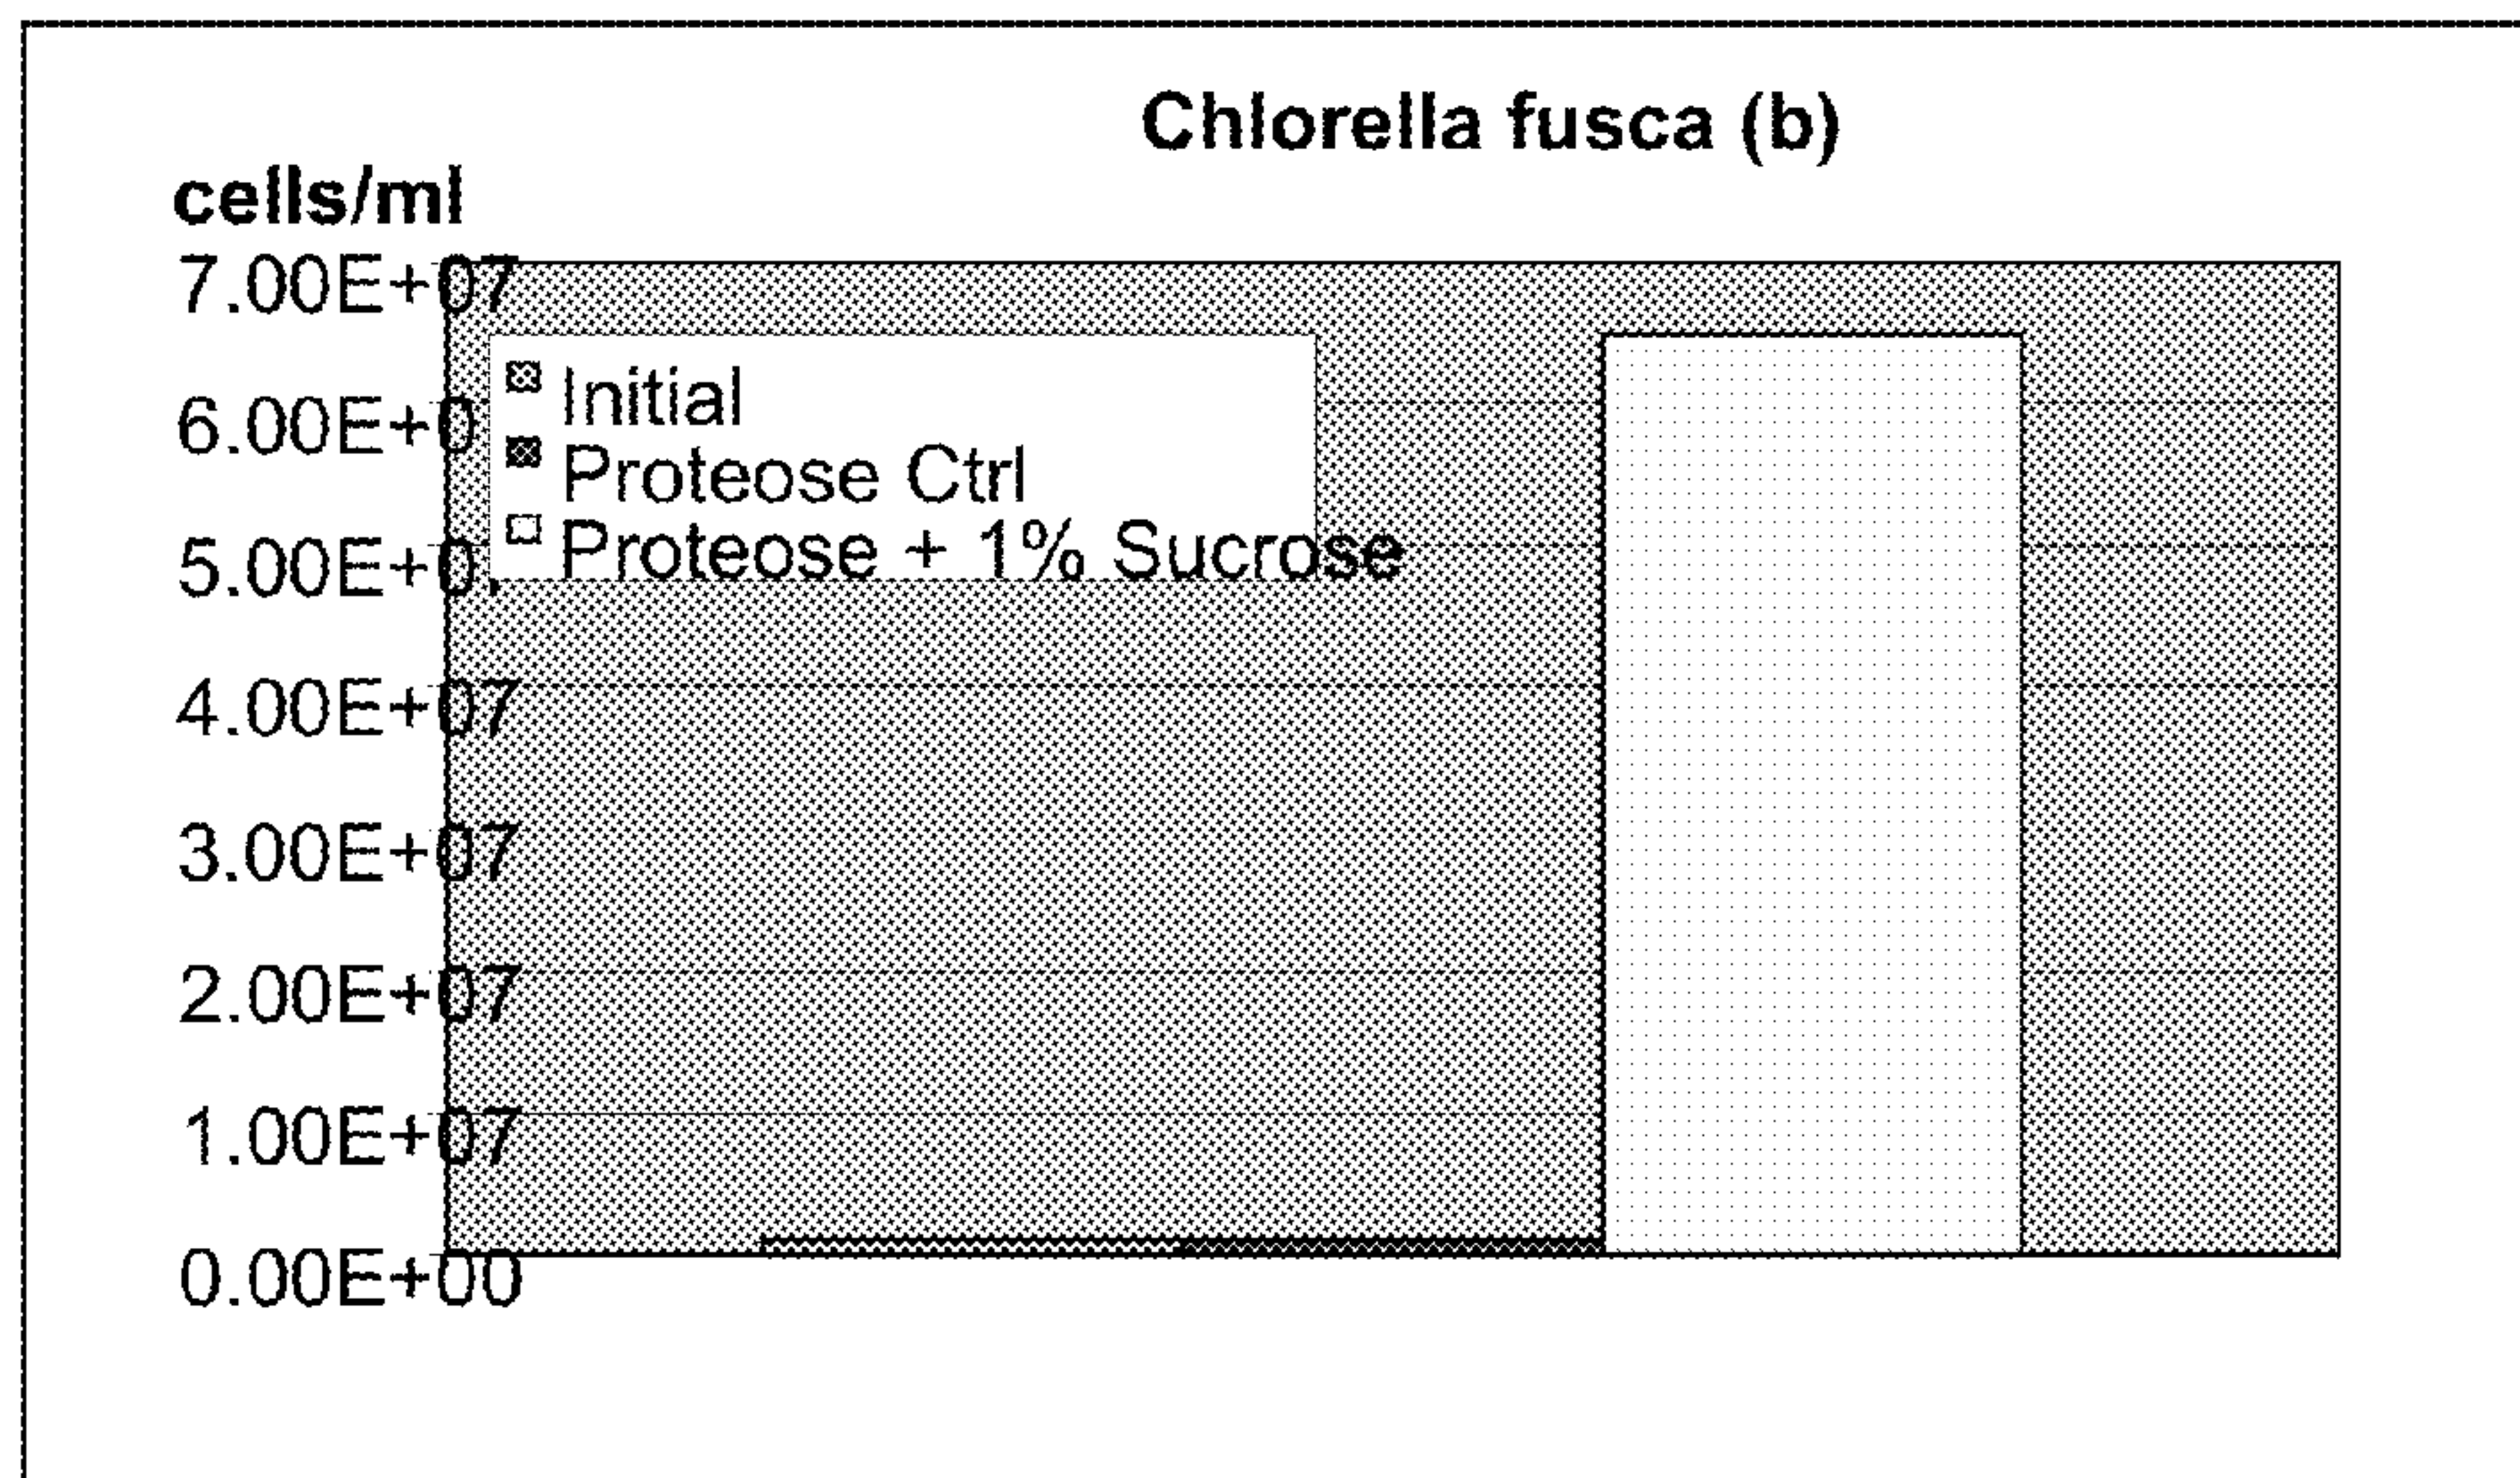 Chlorella fusca (b)
cells/ml
7.00E+07
Initial
6.00E+0
Proteose Ctrl
Proteose + 1% Sucrose
5.00E+0
4.00E+07
3.00E+07
2.00E+07
1.00E+07
0.00E+00